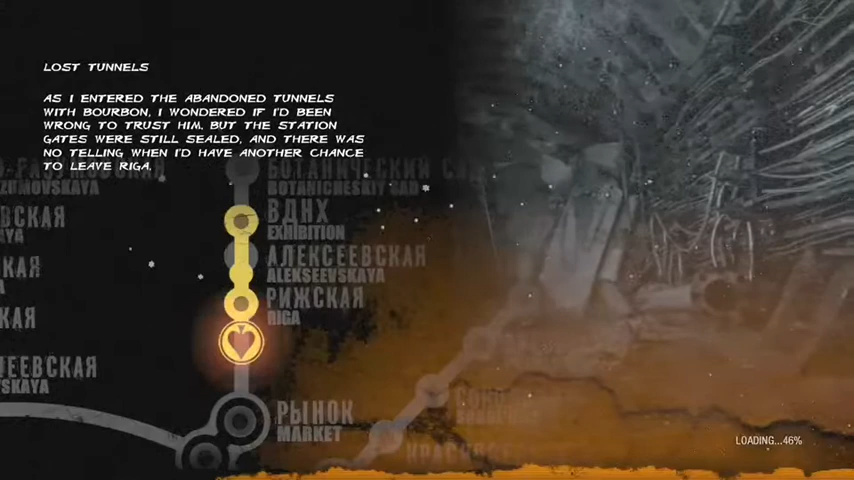 LOST TUNNELS
AS I ENTERED THE ABANDONED TUNNELS
WITH BOURBON, I WONDERED IF I'D BEEN
WRONG TO TRUST HIM. BUT THE STATION
GATES WERE STILL SEALED, AND THERE WAS
NO TELLING WHEN I'D HAVE ANOTHER CHANCE
TO LEAVE RIGA.
БОТАНИЧЕСКИЙ САД
BOTANICHESKIY SAD
ВДНХ
EXHIBITION
АЛЕКСЕЕВСКАЯ
ALEKSEEVSKAYA
РИЖСКАЯ
RIGA
РЫНОК
MARKET
LOADING...46%